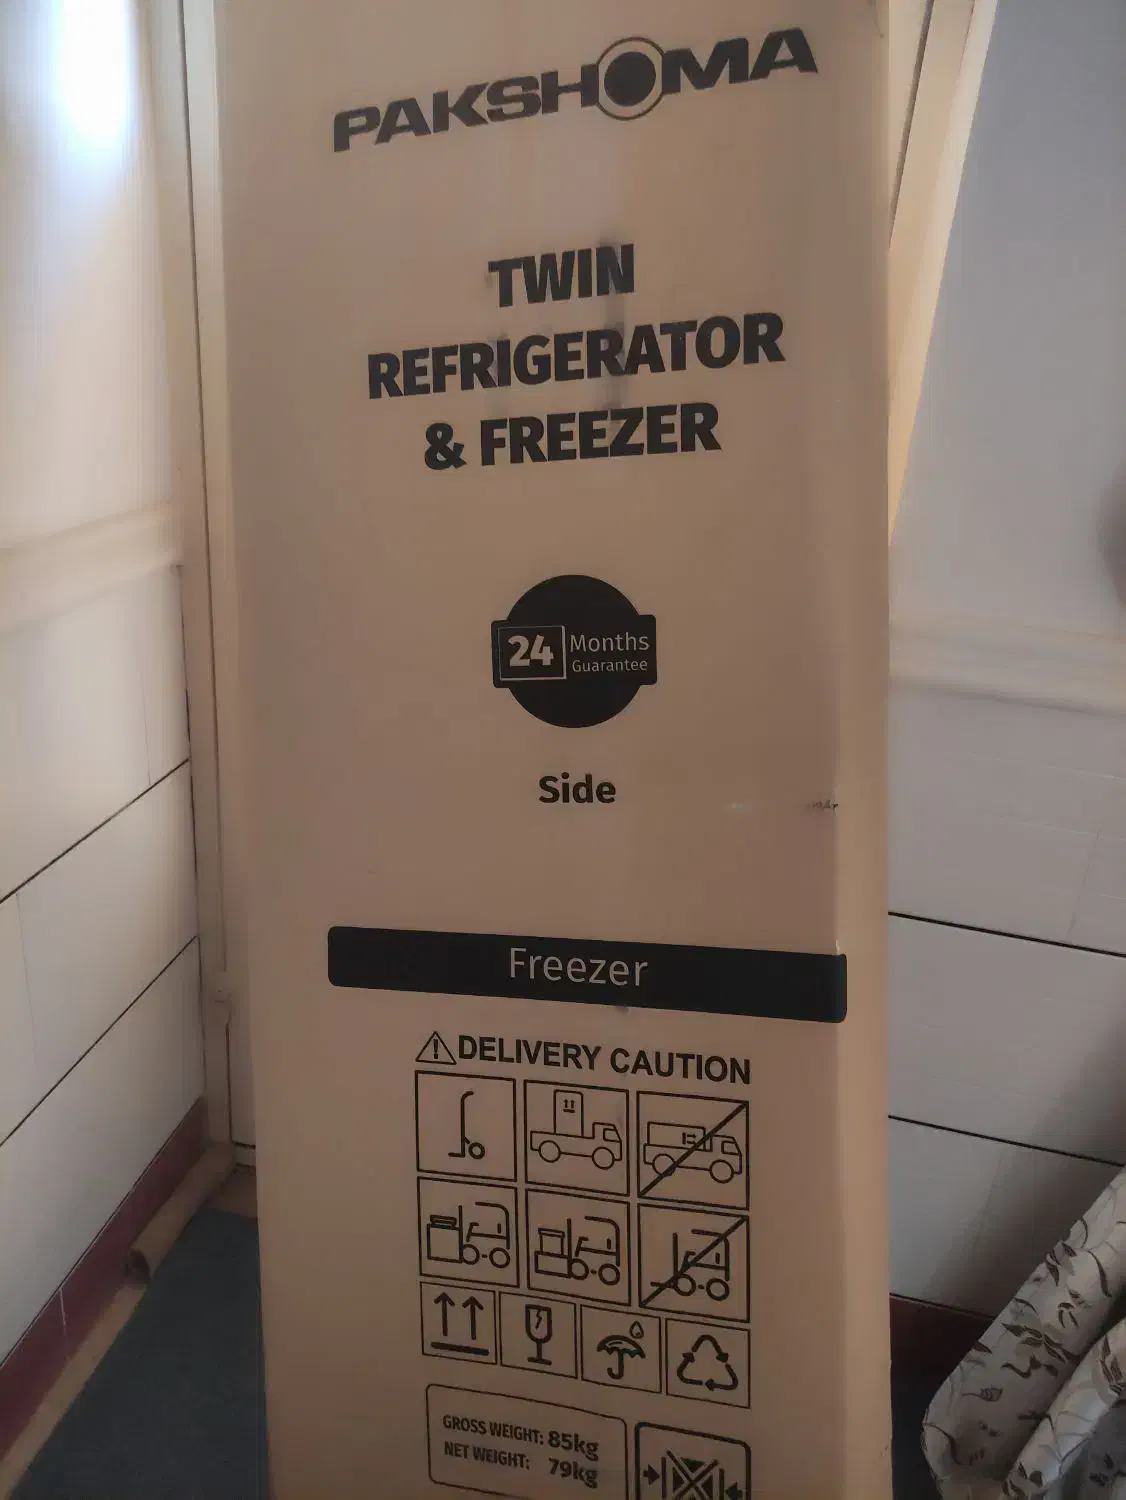 PAKSHOMA
TWIN
REFRIGERATOR
& FREEZER
24 Months
Guarantee
Side
Freezer
DELIVERY CAUTION
GROSS WEIGHT: 85kg
NET WEIGHT: 79kg